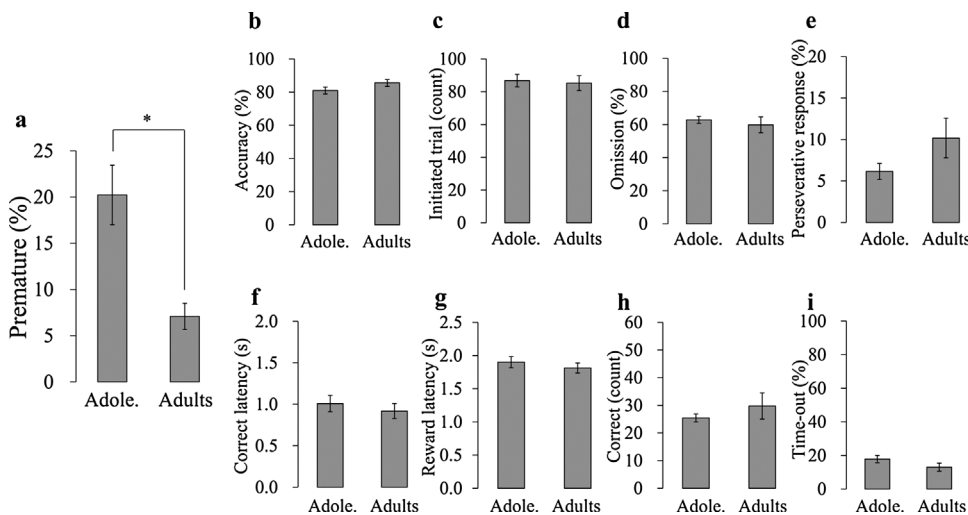 a
*
Premature (%)
25
20
15
10
5
0
Adole. Adults
b
Accuracy (%)
100
80
60
40
20
0
Adole. Adults
c
Initiated trial (count)
100
80
60
40
20
0
Adole. Adults
d
Omission (%)
100
80
60
40
20
0
Adole. Adults
e
Perseverative response (%)
20
15
10
5
0
Adole. Adults
f
Correct latency (s)
2.0
1.5
1.0
0.5
0.0
Adole. Adults
g
Reward latency (s)
2.5
2.0
1.5
1.0
0.5
0.0
Adole. Adults
h
Correct (count)
60
50
40
30
20
10
0
Adole. Adults
i
Time-out (%)
100
80
60
40
20
0
Adole. Adults